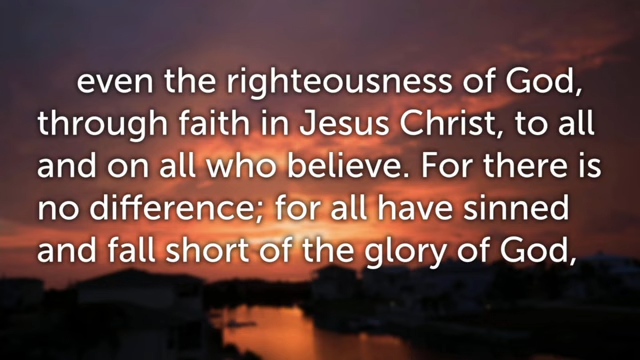 even the righteousness of God,
through faith in Jesus Christ, to all
and on all who believe. For there is
no difference; for all have sinned
and fall short of the glory of God,